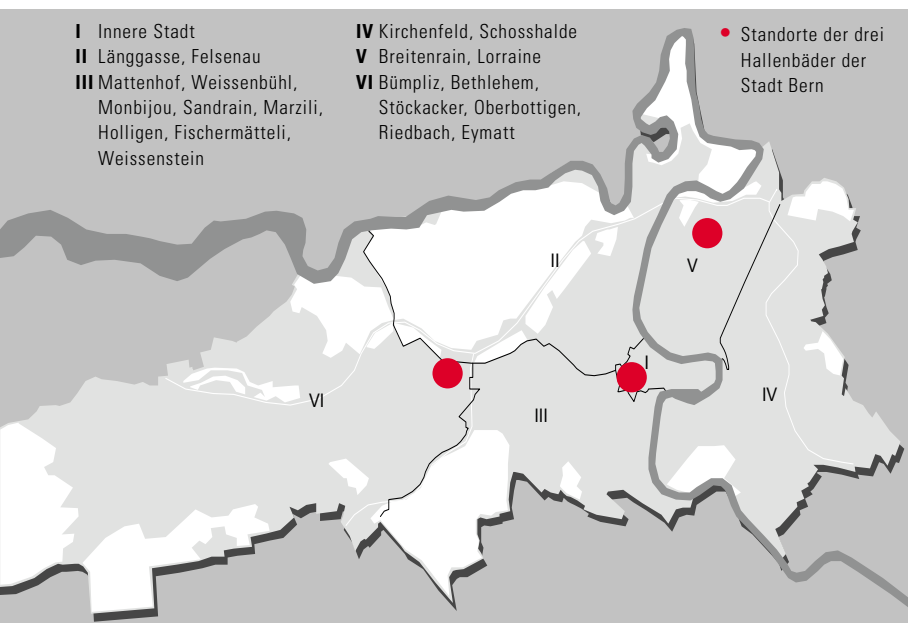 I Innere Stadt
II Länggasse, Felsenau
III Mattenhof, Weissenbühl,
Monbijou, Sandrain, Marzili,
Holligen, Fischermätteli,
Weissenstein
IV Kirchenfeld, Schosshalde
V Breitenrain, Lorraine
VI Bümpliz, Bethlehem,
Stöckacker, Oberbottigen,
Riedbach, Eymatt
Standorte der drei
Hallenbäder der
Stadt Bern
II
V
I
VI
III
IV